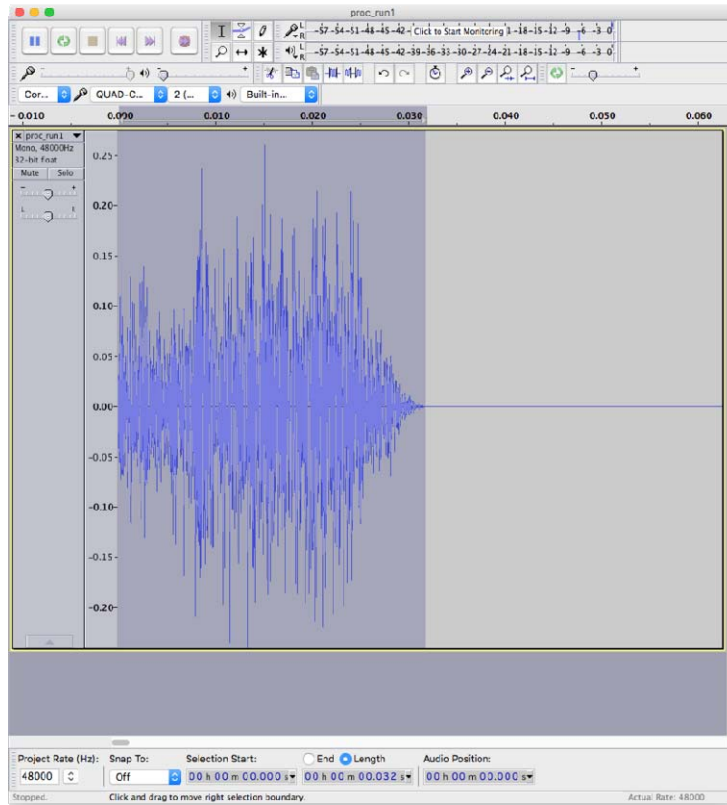 proc_run1
L
R
-57 -54 -51 -48 -45 -42 - Click to Start Monitoring 1 -18 -15 -12 -9 -6 -3 0
L
R
-57 -54 -51 -48 -45 -42 -39 -36 -33 -30 -27 -24 -21 -18 -15 -12 -9 -6 -3 0
- +
- +
Cor... QUAD-C... 2 (... Built-in...
-0.010 0.010 0.020 0.030 0.040 0.050 0.060
x proc_run1
Mono, 48000Hz
32-bit float
Mute Solo
- +
L R
0.25-
0.20-
0.15-
0.10-
0.05-
0.00-
-0.05-
-0.10-
-0.15-
-0.20-
Project Rate (Hz): Snap To: Selection Start: End Length Audio Position:
48000 Off 00 h 00 m 00.000 s 00 h 00 m 00.032 s 00 h 00 m 00.000 s
Stopped. Click and drag to move right selection boundary. Actual Rate: 48000